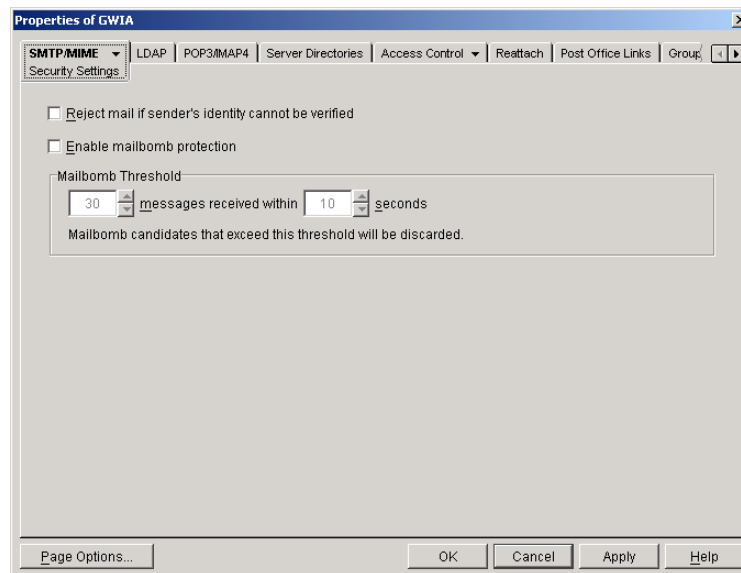 Properties of GWIA
SMTP/MIME LDAP POP3/IMAP4 Server Directories Access Control Reattach Post Office Links Group
Security Settings
Reject mail if sender's identity cannot be verified
Enable mailbomb protection
Mailbomb Threshold
30 messages received within 10 seconds
Mailbomb candidates that exceed this threshold will be discarded.
Page Options... OK Cancel Apply Help